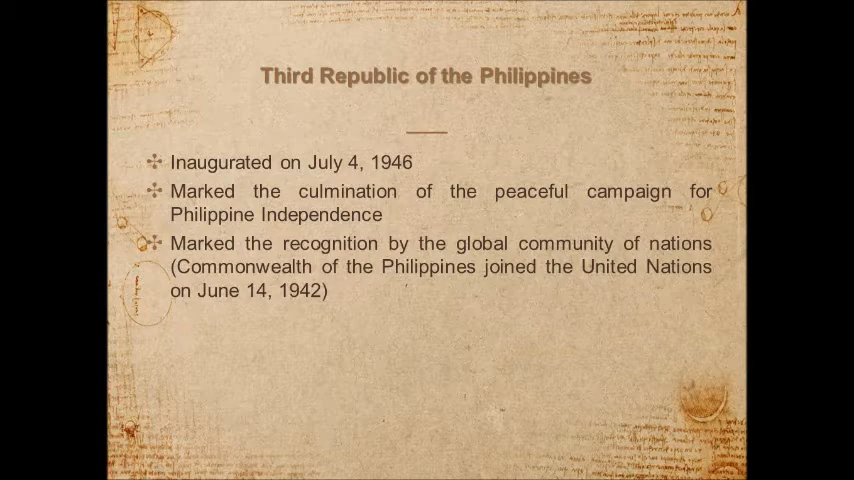 Third Republic of the Philippines
Inaugurated on July 4, 1946
Marked the culmination of the peaceful campaign for
Philippine Independence
Marked the recognition by the global community of nations
(Commonwealth of the Philippines joined the United Nations
on June 14, 1942)